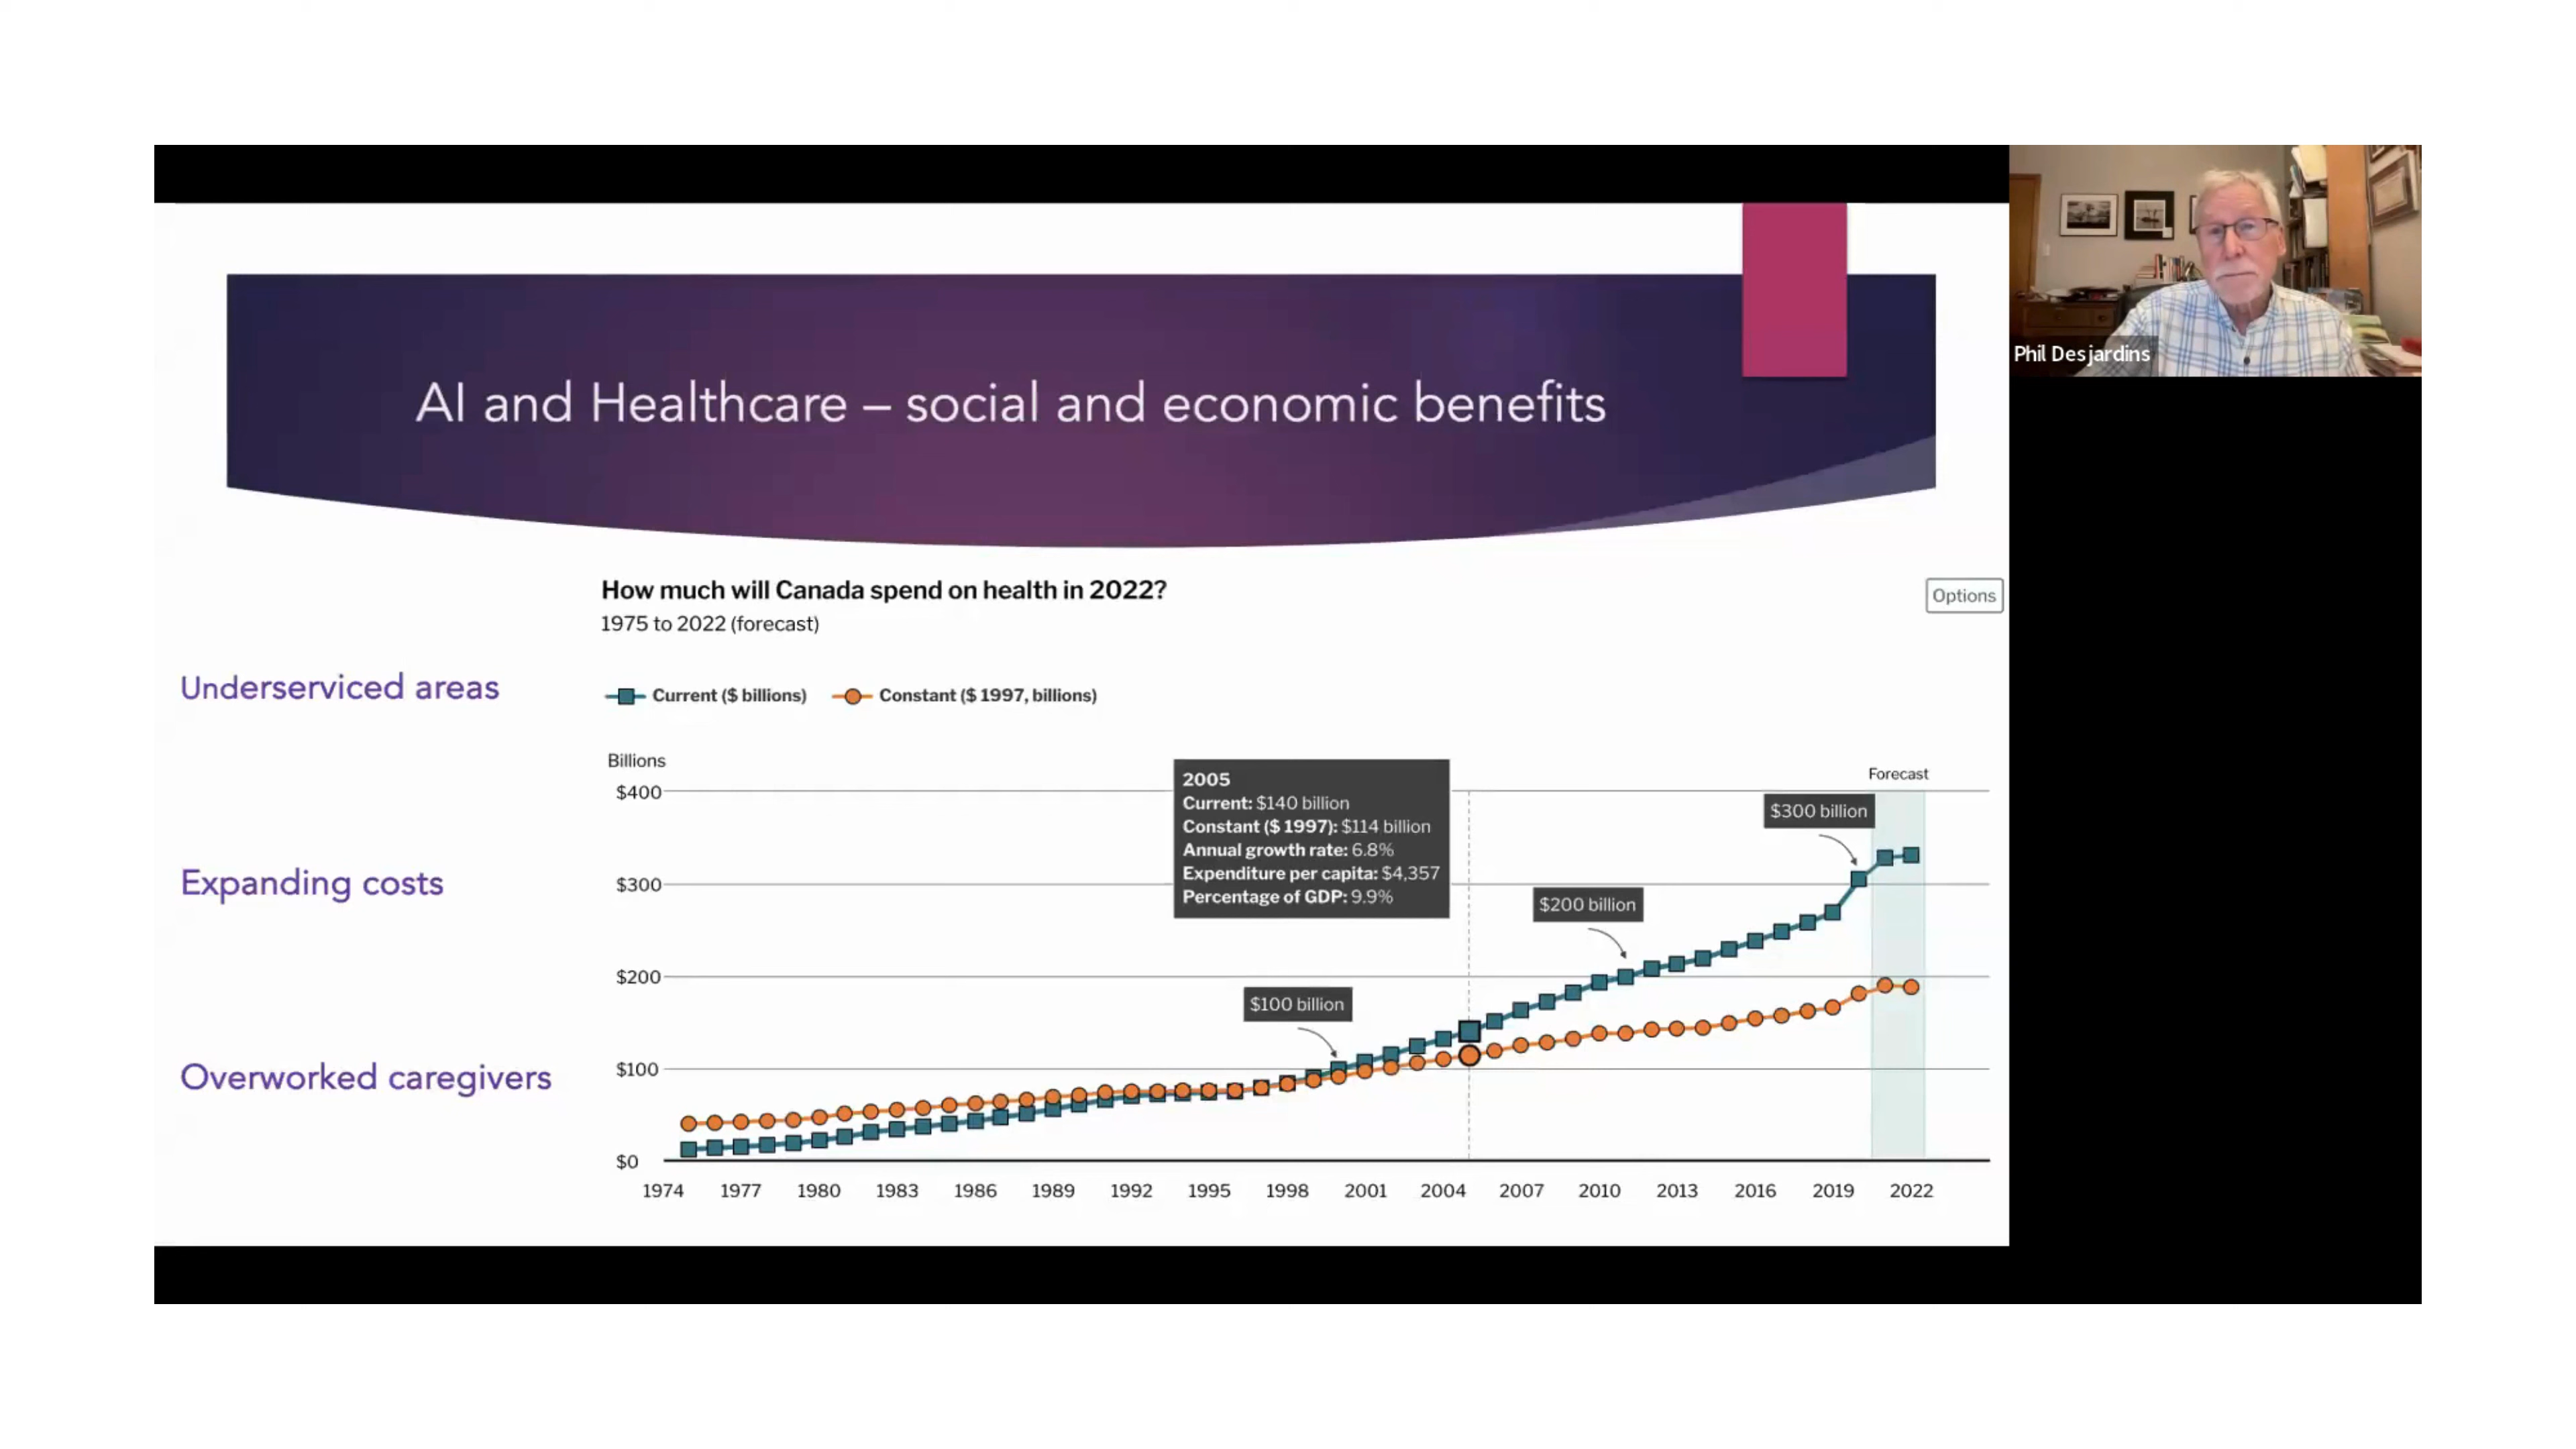 AI and Healthcare – social and economic benefits
Phil Desjardins
How much will Canada spend on health in 2022?
Options
1975 to 2022 (forecast)
Underserviced areas
Current ($ billions)
Constant ($ 1997, billions)
Billions
2005
Current: $140 billion
Constant ($ 1997): $114 billion
Annual growth rate: 6.8%
Expenditure per capita: $4,357
Percentage of GDP: 9.9%
Forecast
$300 billion
$200 billion
$100 billion
Expanding costs
Overworked caregivers
$400
$300
$200
$100
$0
1974 1977 1980 1983 1986 1989 1992 1995 1998 2001 2004 2007 2010 2013 2016 2019 2022